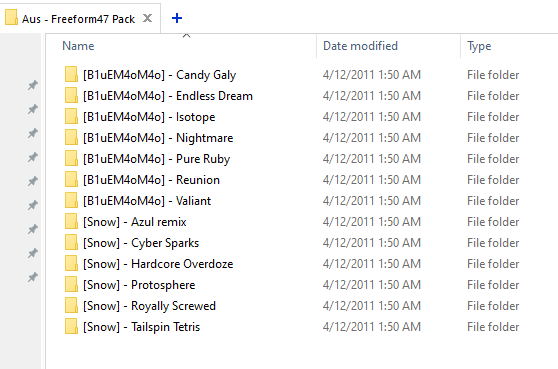 Aus - Freeform47 Pack
Name Date modified Type
[B1uEM4oM4o] - Candy Galy 4/12/2011 1:50 AM File folder
[B1uEM4oM4o] - Endless Dream 4/12/2011 1:50 AM File folder
[B1uEM4oM4o] - Isotope 4/12/2011 1:50 AM File folder
[B1uEM4oM4o] - Nightmare 4/12/2011 1:50 AM File folder
[B1uEM4oM4o] - Pure Ruby 4/12/2011 1:50 AM File folder
[B1uEM4oM4o] - Reunion 4/12/2011 1:50 AM File folder
[B1uEM4oM4o] - Valiant 4/12/2011 1:50 AM File folder
[Snow] - Azul remix 4/12/2011 1:50 AM File folder
[Snow] - Cyber Sparks 4/12/2011 1:50 AM File folder
[Snow] - Hardcore Overdoze 4/12/2011 1:50 AM File folder
[Snow] - Protosphere 4/12/2011 1:50 AM File folder
[Snow] - Royally Screwed 4/12/2011 1:50 AM File folder
[Snow] - Tailspin Tetris 4/12/2011 1:50 AM File folder